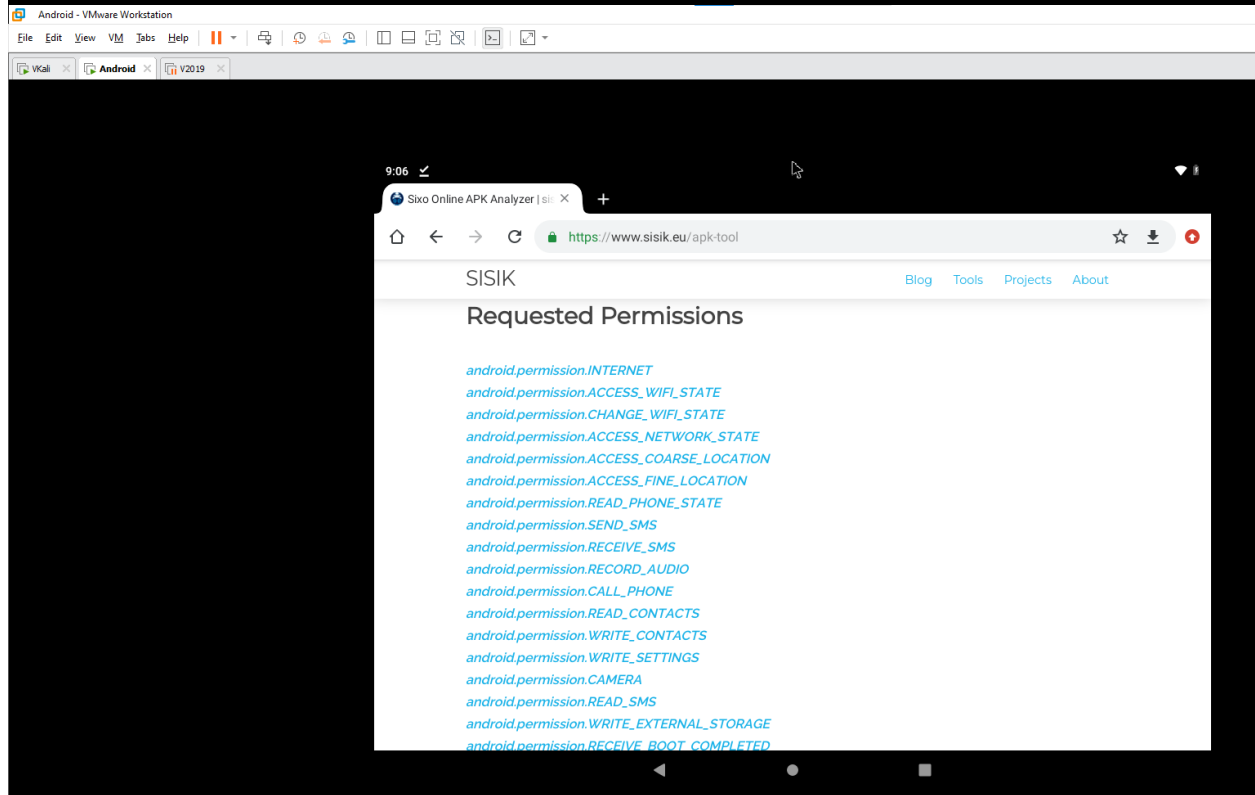 Android - VMware Workstation
File Edit View VM Tabs Help
VKali Android V2019
9:06
Sixo Online APK Analyzer | sis
https://www.sisik.eu/apk-tool
SISIK Blog Tools Projects About
Requested Permissions
android.permission.INTERNET
android.permission.ACCESS_WIFI_STATE
android.permission.CHANGE_WIFI_STATE
android.permission.ACCESS_NETWORK_STATE
android.permission.ACCESS_COARSE_LOCATION
android.permission.ACCESS_FINE_LOCATION
android.permission.READ_PHONE_STATE
android.permission.SEND_SMS
android.permission.RECEIVE_SMS
android.permission.RECORD_AUDIO
android.permission.CALL_PHONE
android.permission.READ_CONTACTS
android.permission.WRITE_CONTACTS
android.permission.WRITE_SETTINGS
android.permission.CAMERA
android.permission.READ_SMS
android.permission.WRITE_EXTERNAL_STORAGE
android.permission.RECEIVE_BOOT_COMPLETED